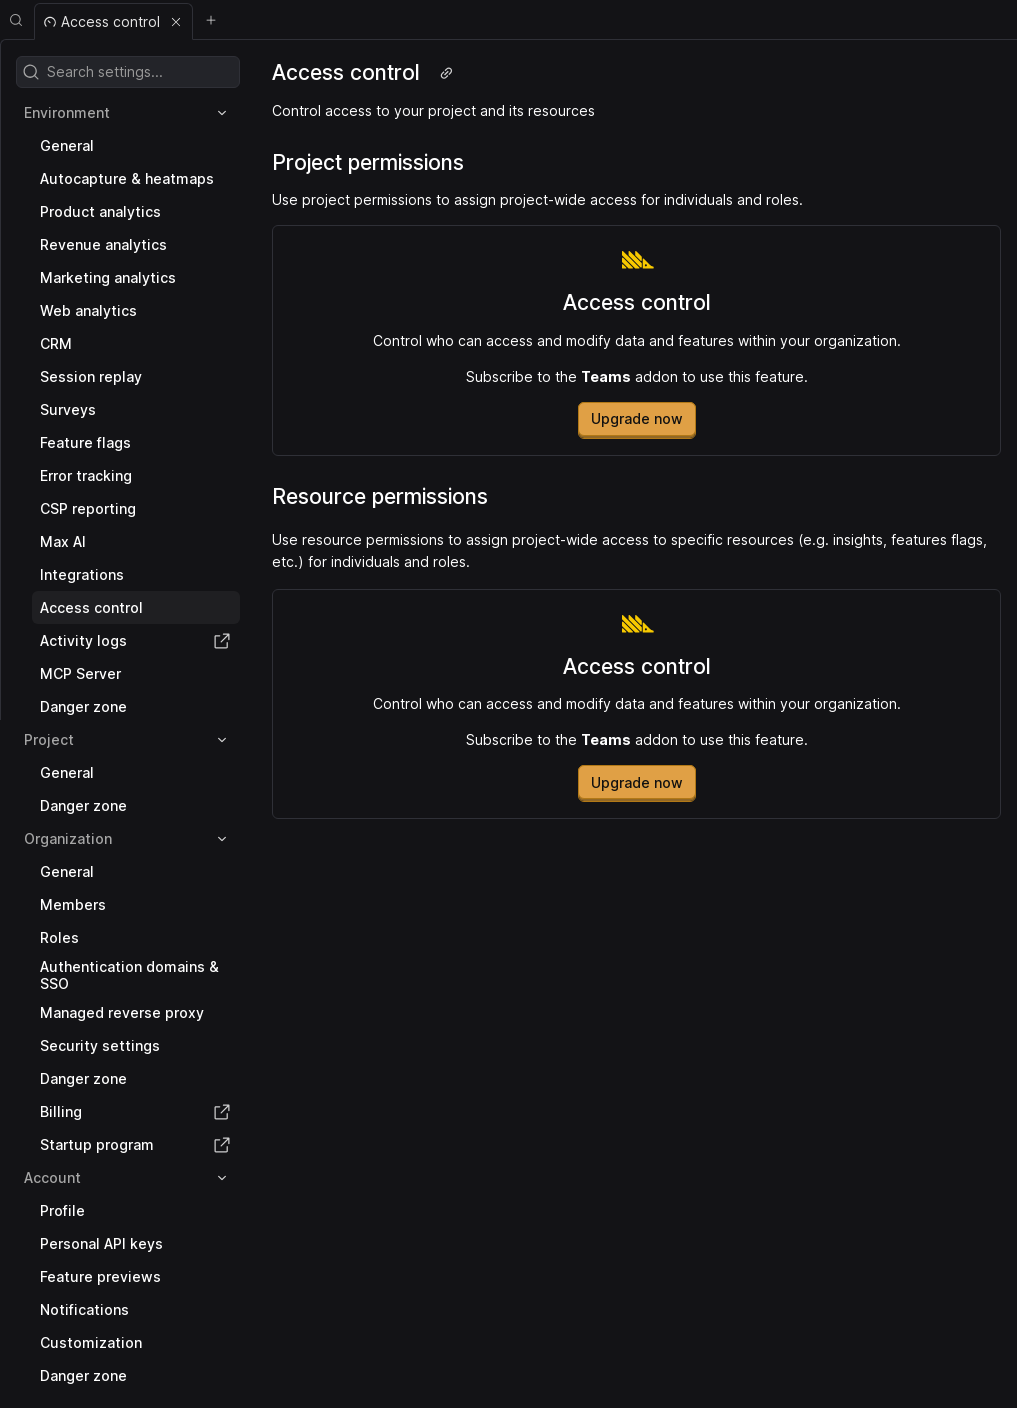 Access control
Search settings...
Environment
General
Autocapture & heatmaps
Product analytics
Revenue analytics
Marketing analytics
Web analytics
CRM
Session replay
Surveys
Feature flags
Error tracking
CSP reporting
Max AI
Integrations
Access control
Activity logs
MCP Server
Danger zone
Project
General
Danger zone
Organization
General
Members
Roles
Authentication domains &
SSO
Managed reverse proxy
Security settings
Danger zone
Billing
Startup program
Account
Profile
Personal API keys
Feature previews
Notifications
Customization
Danger zone
Access control
Control access to your project and its resources
Project permissions
Use project permissions to assign project-wide access for individuals and roles.
Access control
Control who can access and modify data and features within your organization.
Subscribe to the Teams addon to use this feature.
Upgrade now
Resource permissions
Use resource permissions to assign project-wide access to specific resources (e.g. insights, features flags,
etc.) for individuals and roles.
Access control
Control who can access and modify data and features within your organization.
Subscribe to the Teams addon to use this feature.
Upgrade now